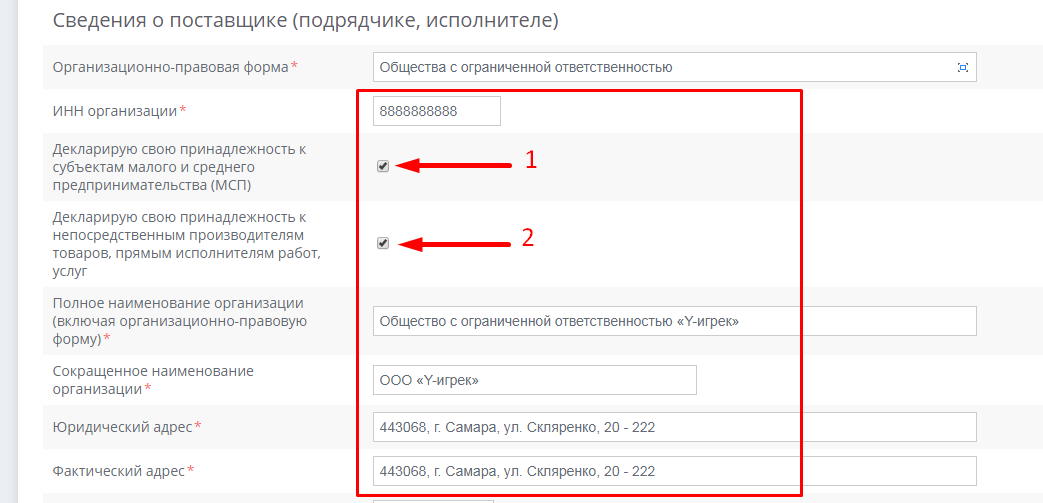 Сведения о поставщике (подрядчике, исполнителе)
Организационно-правовая форма* Общества с ограниченной ответственностью
ИНН организации* 8888888888
Декларирую свою принадлежность к
субъектам малого и среднего
предпринимательства (МСП)
1
Декларирую свою принадлежность к
непосредственным производителям
товаров, прямым исполнителям работ,
услуг
2
Полное наименование организации
(включая организационно-правовую
форму)*
Общество с ограниченной ответственностью «Y-игрек»
Сокращенное наименование
организации*
ООО «Y-игрек»
Юридический адрес* 443068, г. Самара, ул. Скляренко, 20 - 222
Фактический адрес* 443068, г. Самара, ул. Скляренко, 20 - 222